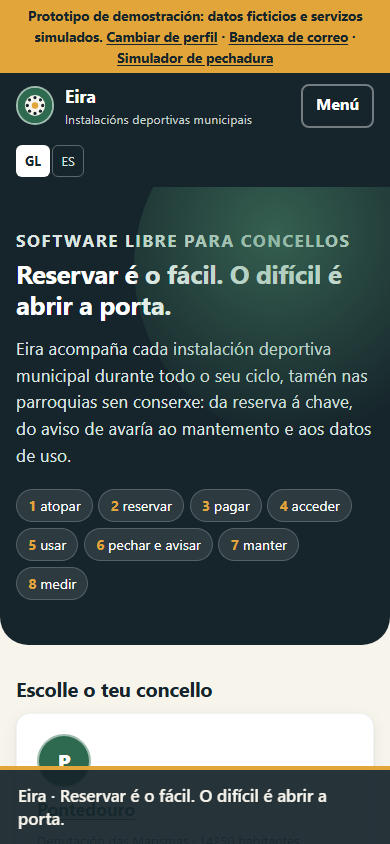 Prototipo de demostración: datos ficticios e servizos
simulados. Cambiar de perfil · Bandexa de correo ·
Simulador de pechadura
Eira
Instalacións deportivas municipais
Menú
GL ES
SOFTWARE LIBRE PARA CONCELLOS
Reservar é o fácil. O difícil é
abrir a porta.
Eira acompaña cada instalación deportiva
municipal durante todo o seu ciclo, tamén nas
parroquias sen conserxe: da reserva á chave,
do aviso de avaría ao mantemento e aos datos
de uso.
1 atopar 2 reservar 3 pagar 4 acceder
5 usar 6 pechar e avisar 7 manter
8 medir
Escolle o teu concello
P
Pontedouro
Eira · Reservar é o fácil. O difícil é abrir a
porta.